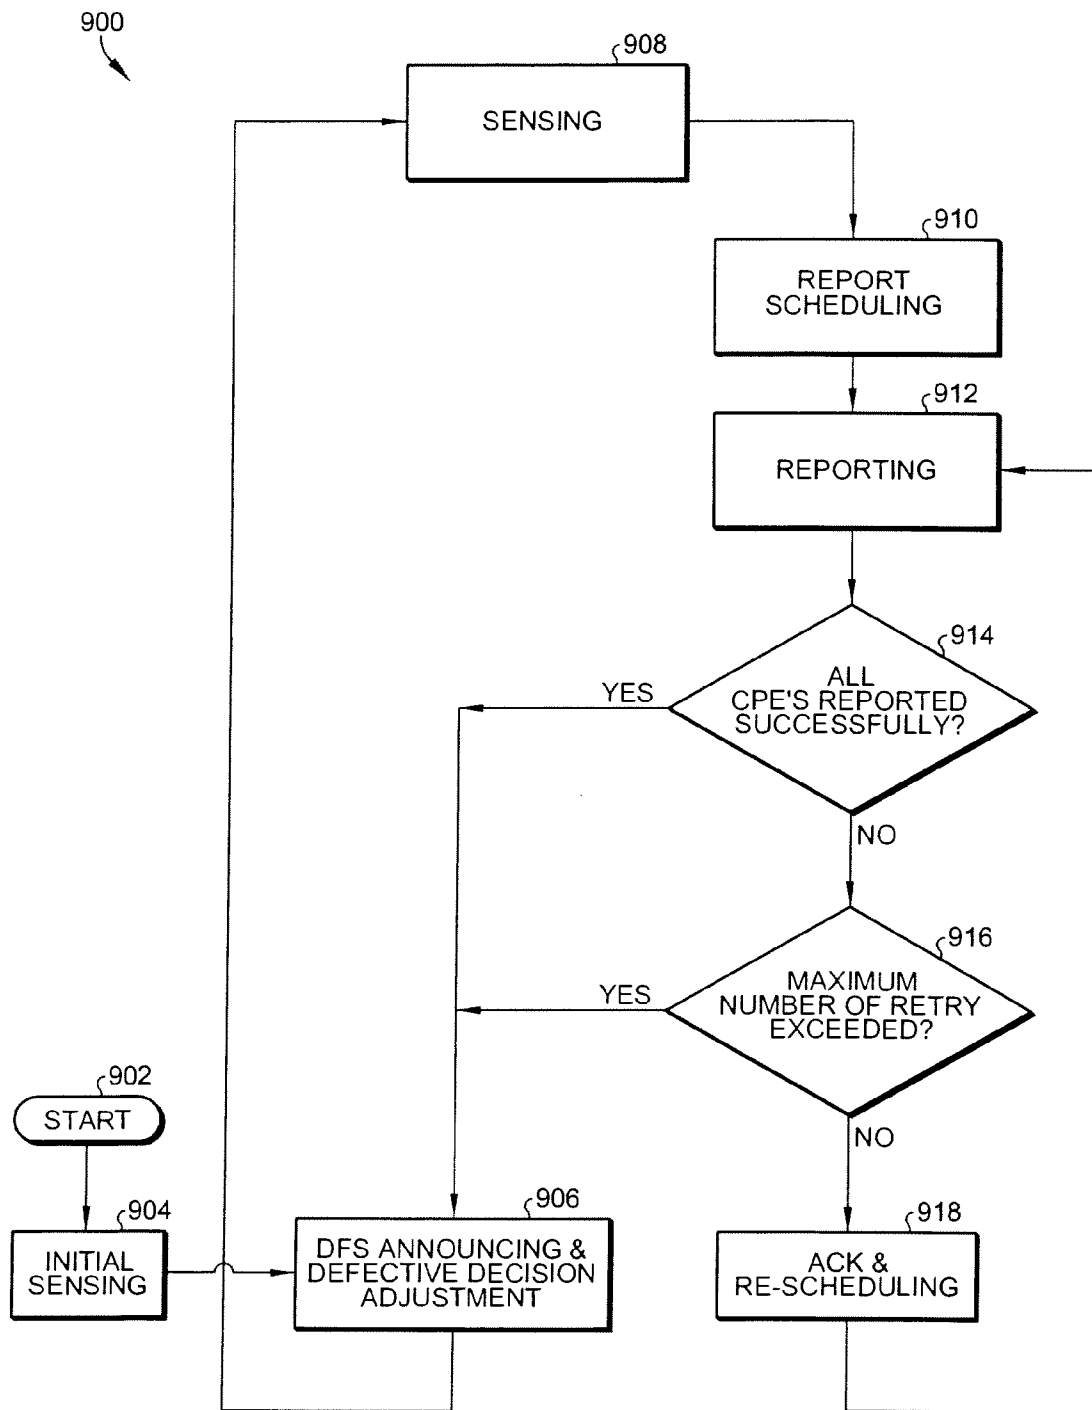 900
908
SENSING
910
REPORT
SCHEDULING
912
REPORTING
914
ALL
CPE'S REPORTED
SUCCESSFULLY?
YES
NO
916
MAXIMUM
NUMBER OF RETRY
EXCEEDED?
YES
NO
902
START
904
INITIAL
SENSING
906
DFS ANNOUNCING &
DEFECTIVE DECISION
ADJUSTMENT
918
ACK &
RE-SCHEDULING